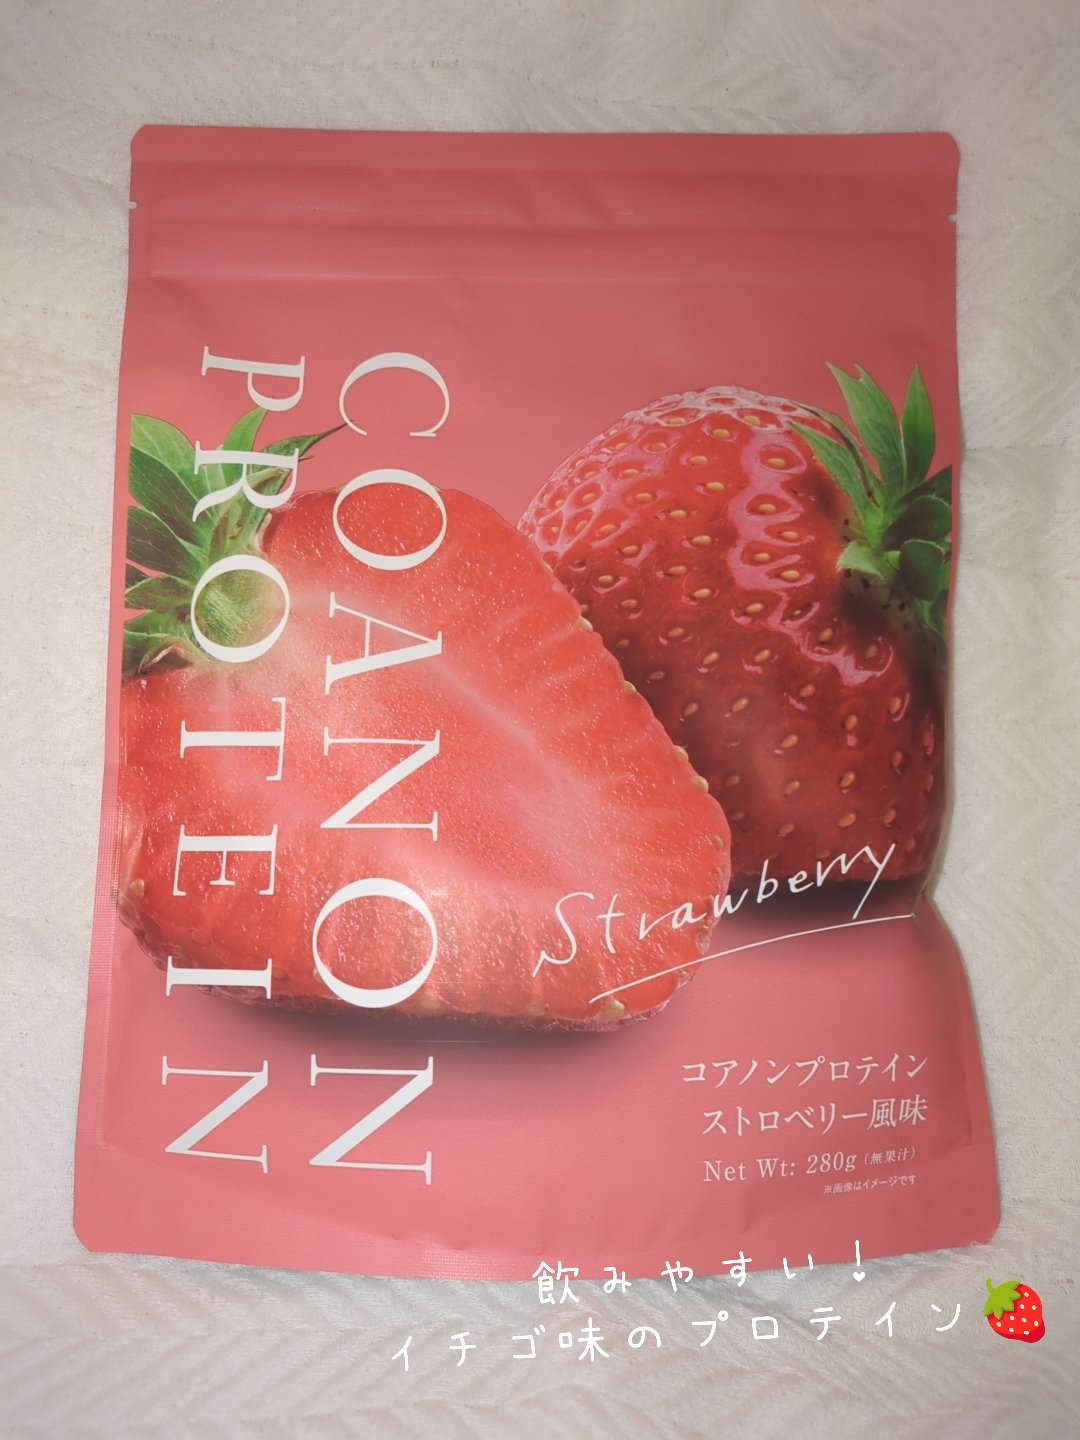 COANON
PROTEIN
Strawberry
コアノンプロテイン
ストロベリー風味
Net Wt: 280g (無果汁)
※画像はイメージです
飲みやすい!
イチゴ味のプロテイン🍓